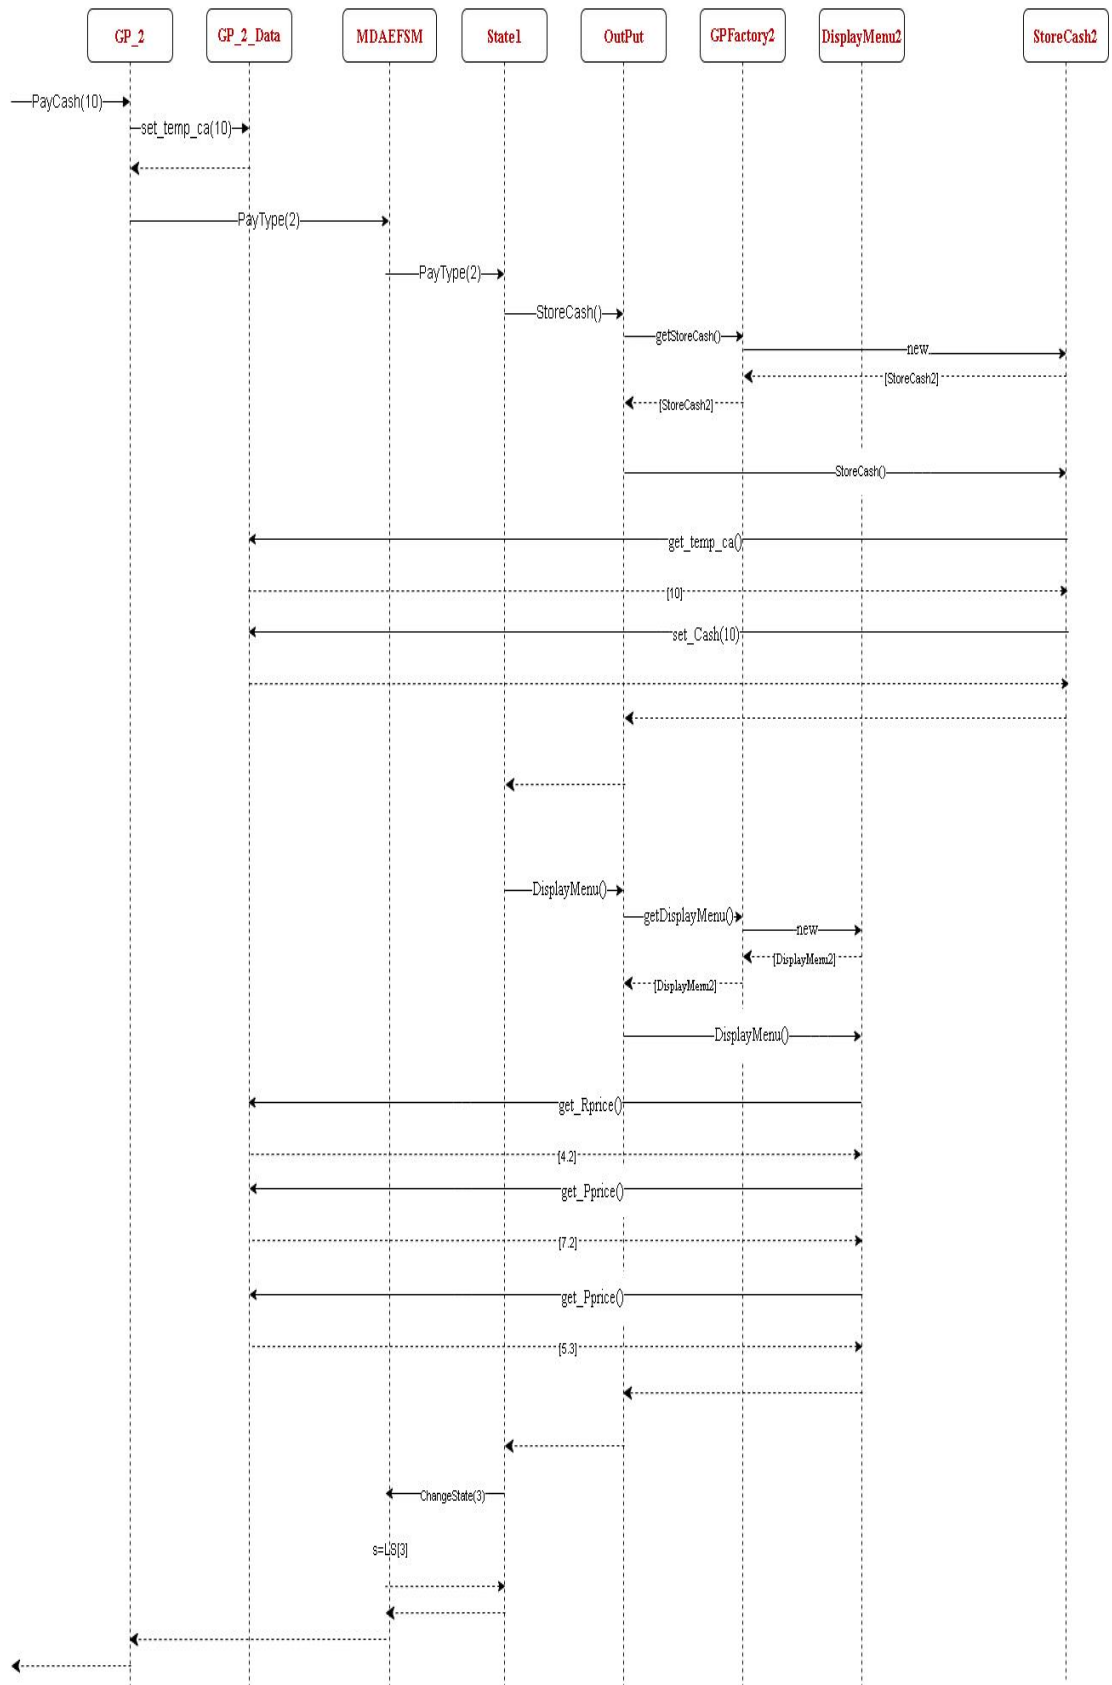 GP_2
GP_2_Data
MDAEFSM
State1
OutPut
GPFactory2
DisplayMenu2
StoreCash2
PayCash(10)
set_temp_ca(10)
PayType(2)
PayType(2)
StoreCash()
getStoreCash()
new
[StoreCash2]
[StoreCash2]
StoreCash()
get_temp_ca()
[10]
set_Cash(10)
DisplayMenu()
getDisplayMenu()
new
[DisplayMenu2]
[DisplayMenu2]
DisplayMenu()
get_Rprice()
[4.2]
get_Pprice()
[7.2]
get_Pprice()
[5.3]
ChangeState(3)
s=LS[3]